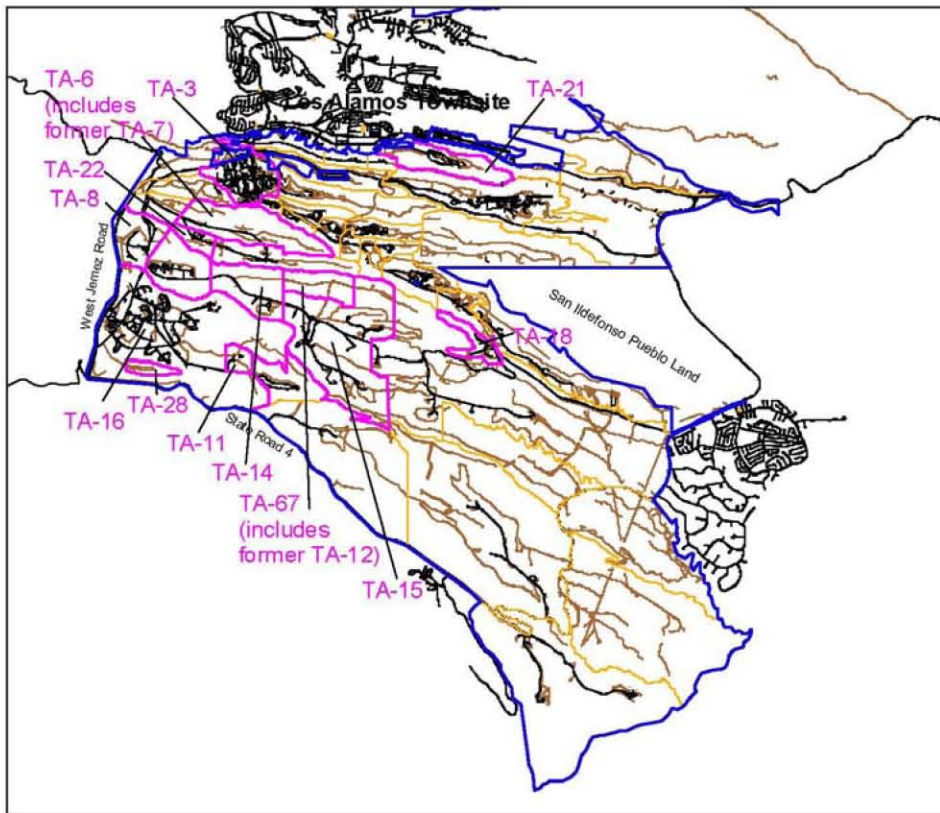 TA-6
(includes
former TA-7)
TA-3
Los Alamos Townsite
TA-21
TA-22
TA-8
West Jemez Road
San Ildefonso Pueblo Land
TA-18
TA-16
TA-28
TA-11
State Road 4
TA-14
TA-67
(includes
former TA-12)
TA-15